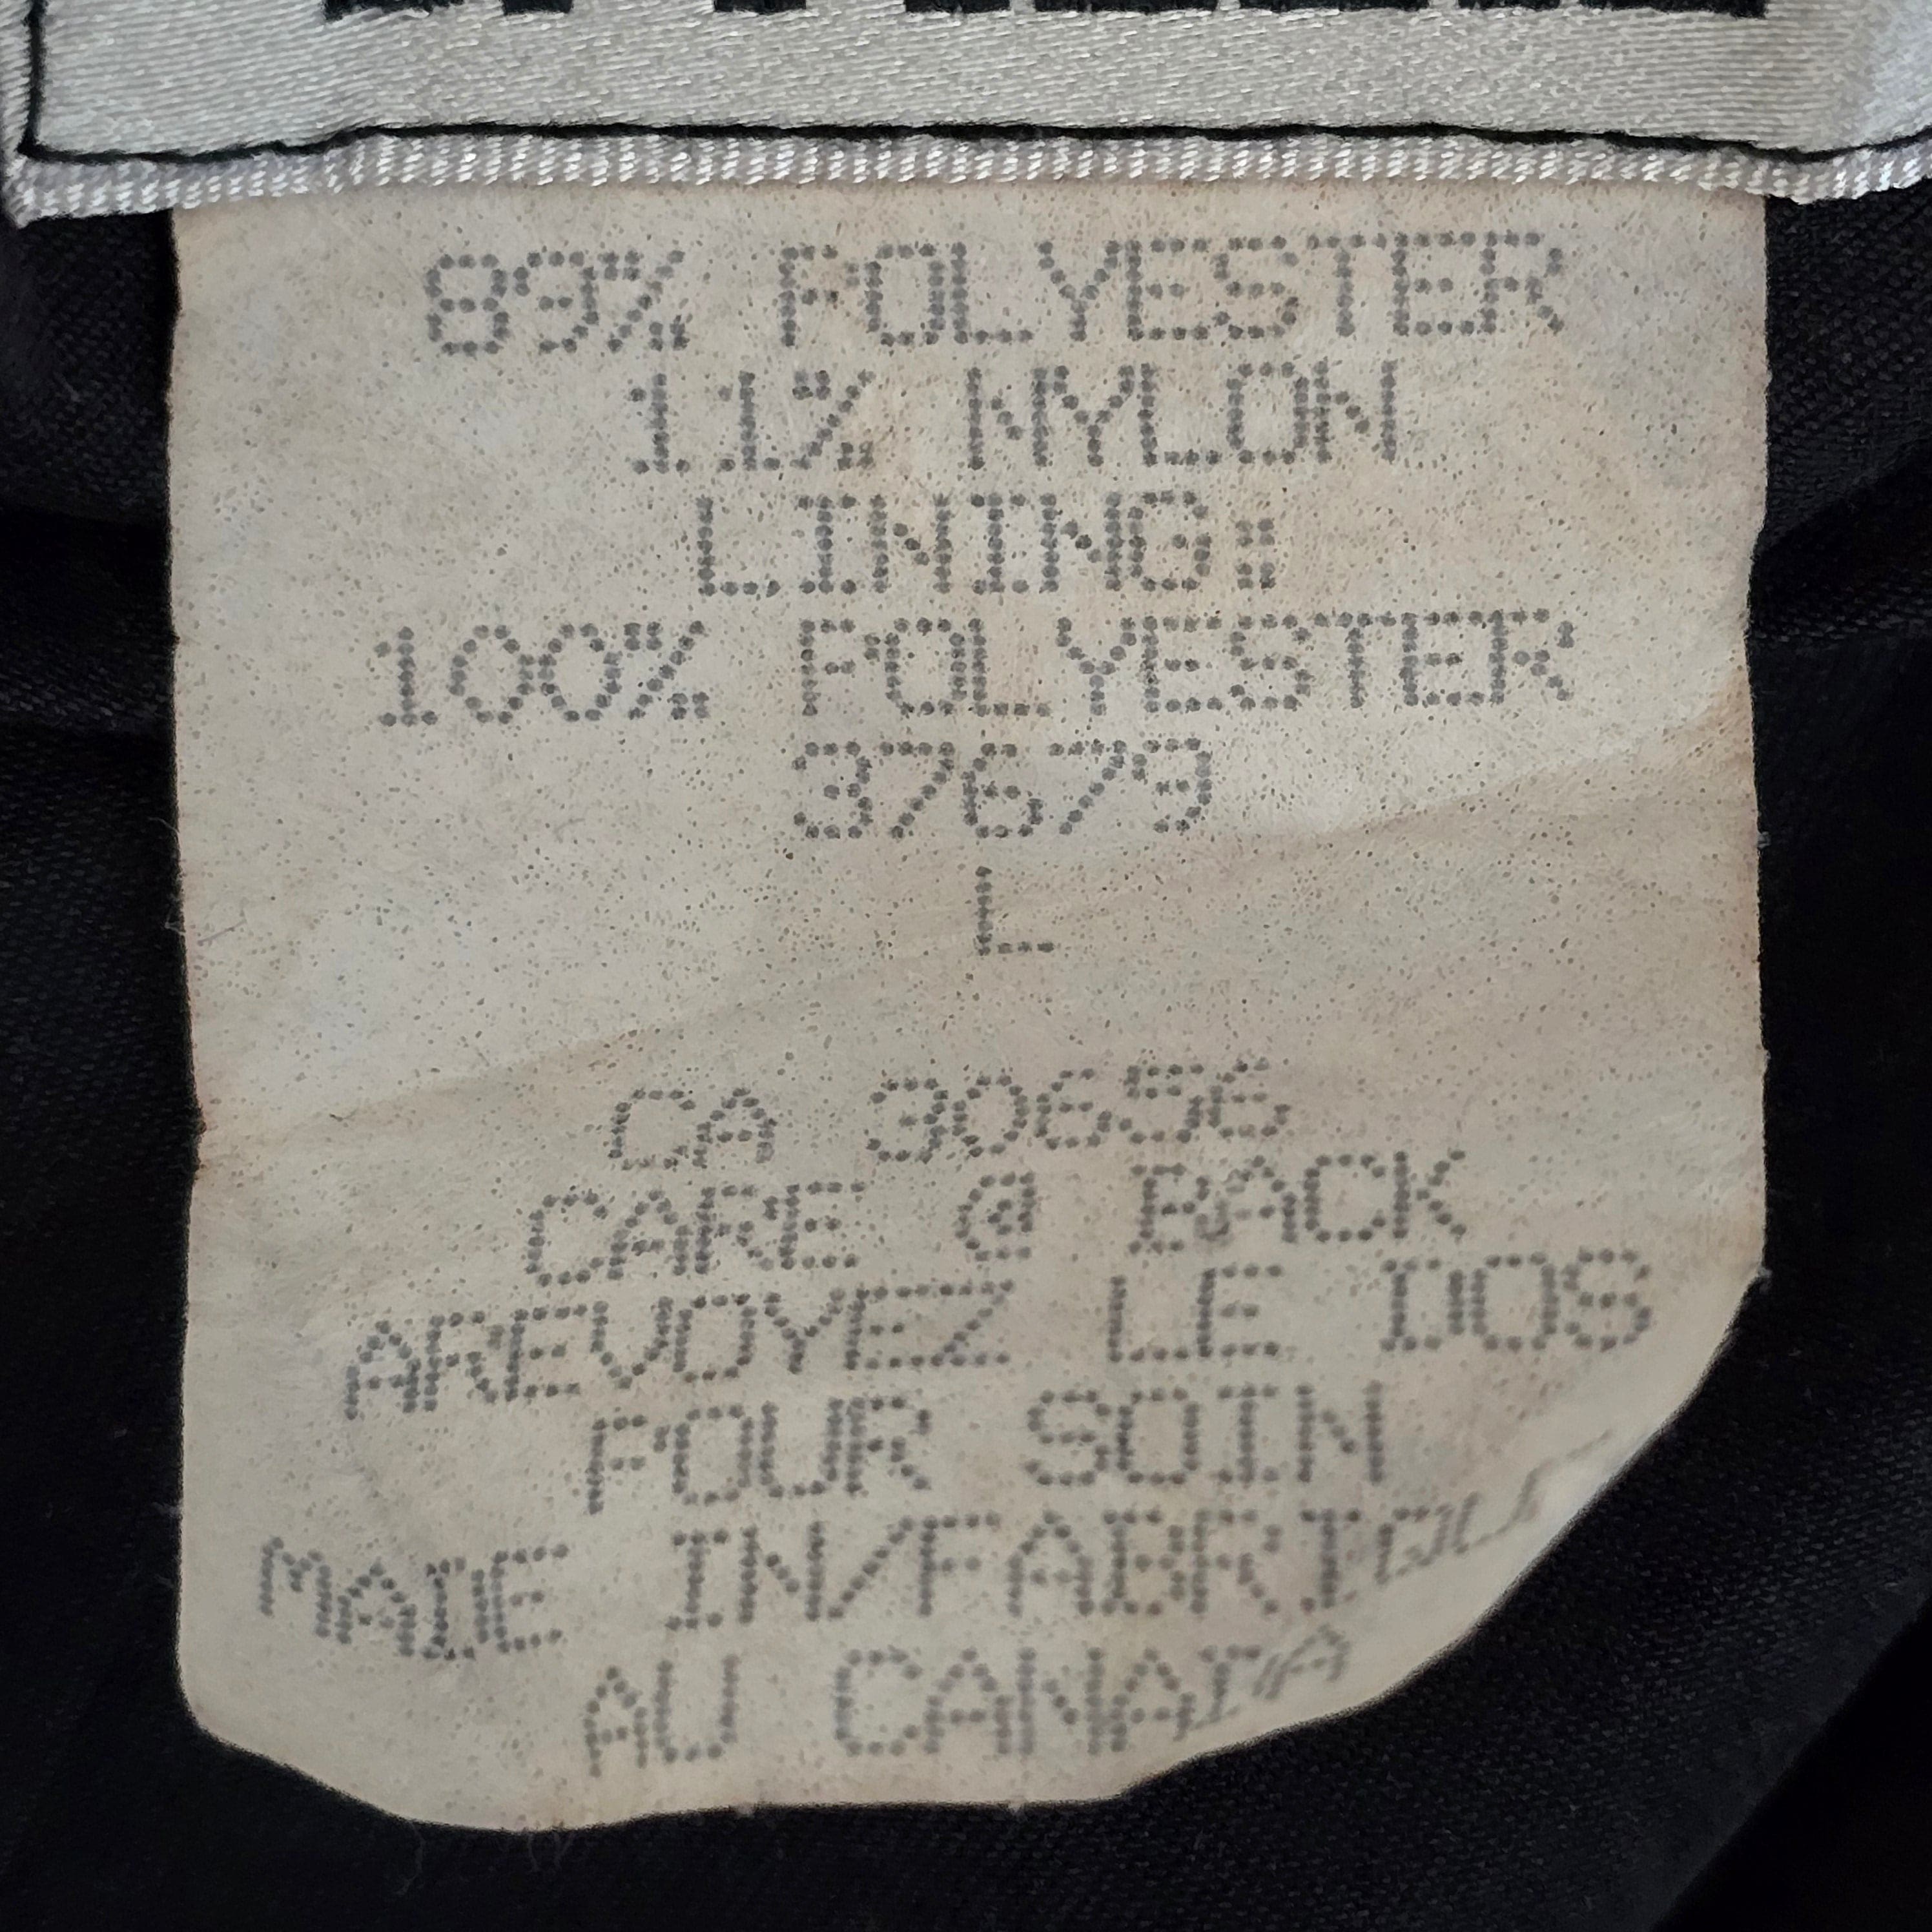 89% POLYESTER
11% NYLON
LINING:
100% POLYESTER
37679
L
CA 30656
CARE @ BACK
AREVOYEZ LE DOS
POUR SOIN
MADE IN/FABRIQUE
AU CANADA